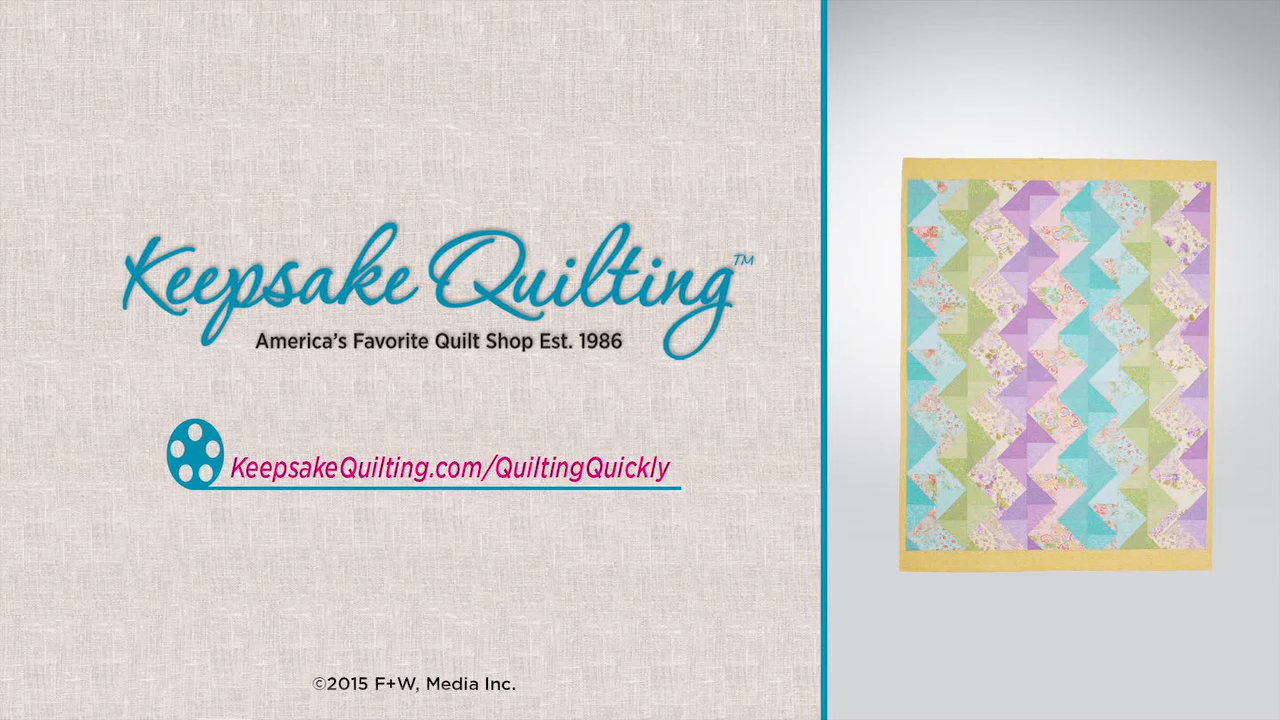 Keepsake Quilting™
America's Favorite Quilt Shop Est. 1986
KeepsakeQuilting.com/QuiltingQuickly
©2015 F+W, Media Inc.